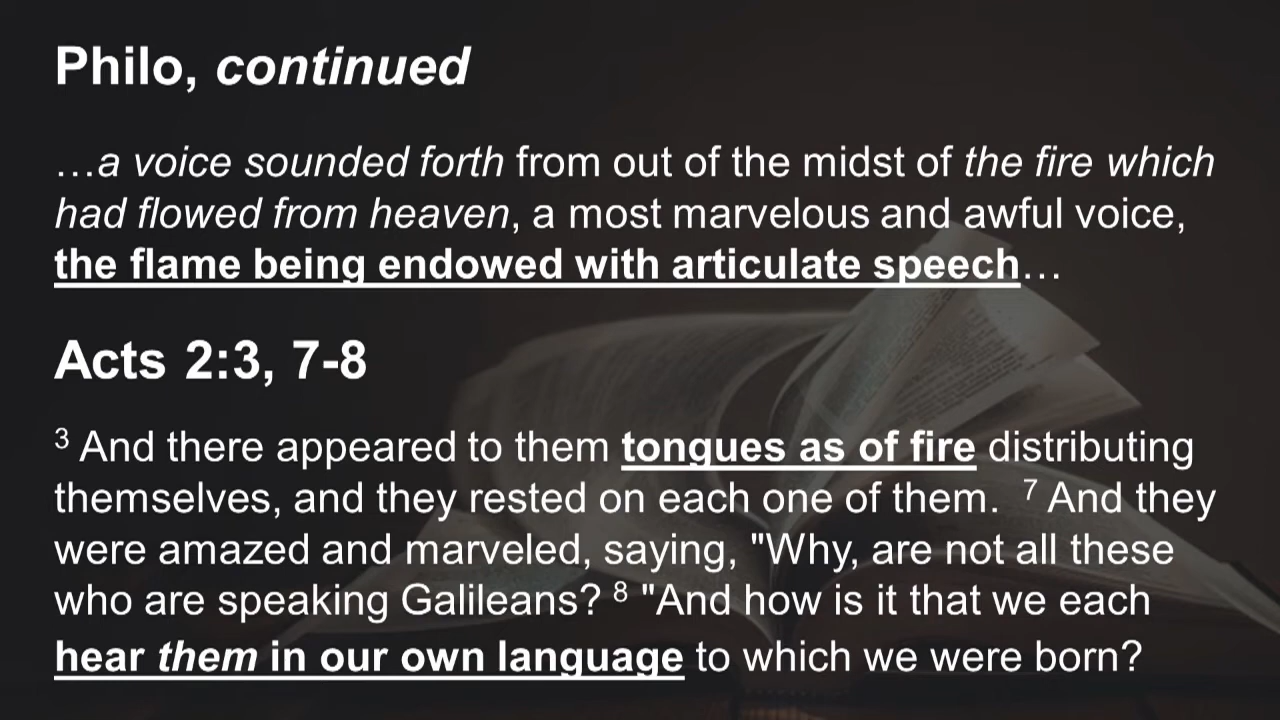 Philo, continued
…a voice sounded forth from out of the midst of the fire which
had flowed from heaven, a most marvelous and awful voice,
the flame being endowed with articulate speech…
Acts 2:3, 7-8
3 And there appeared to them tongues as of fire distributing
themselves, and they rested on each one of them. 7 And they
were amazed and marveled, saying, "Why, are not all these
who are speaking Galileans? 8 "And how is it that we each
hear them in our own language to which we were born?